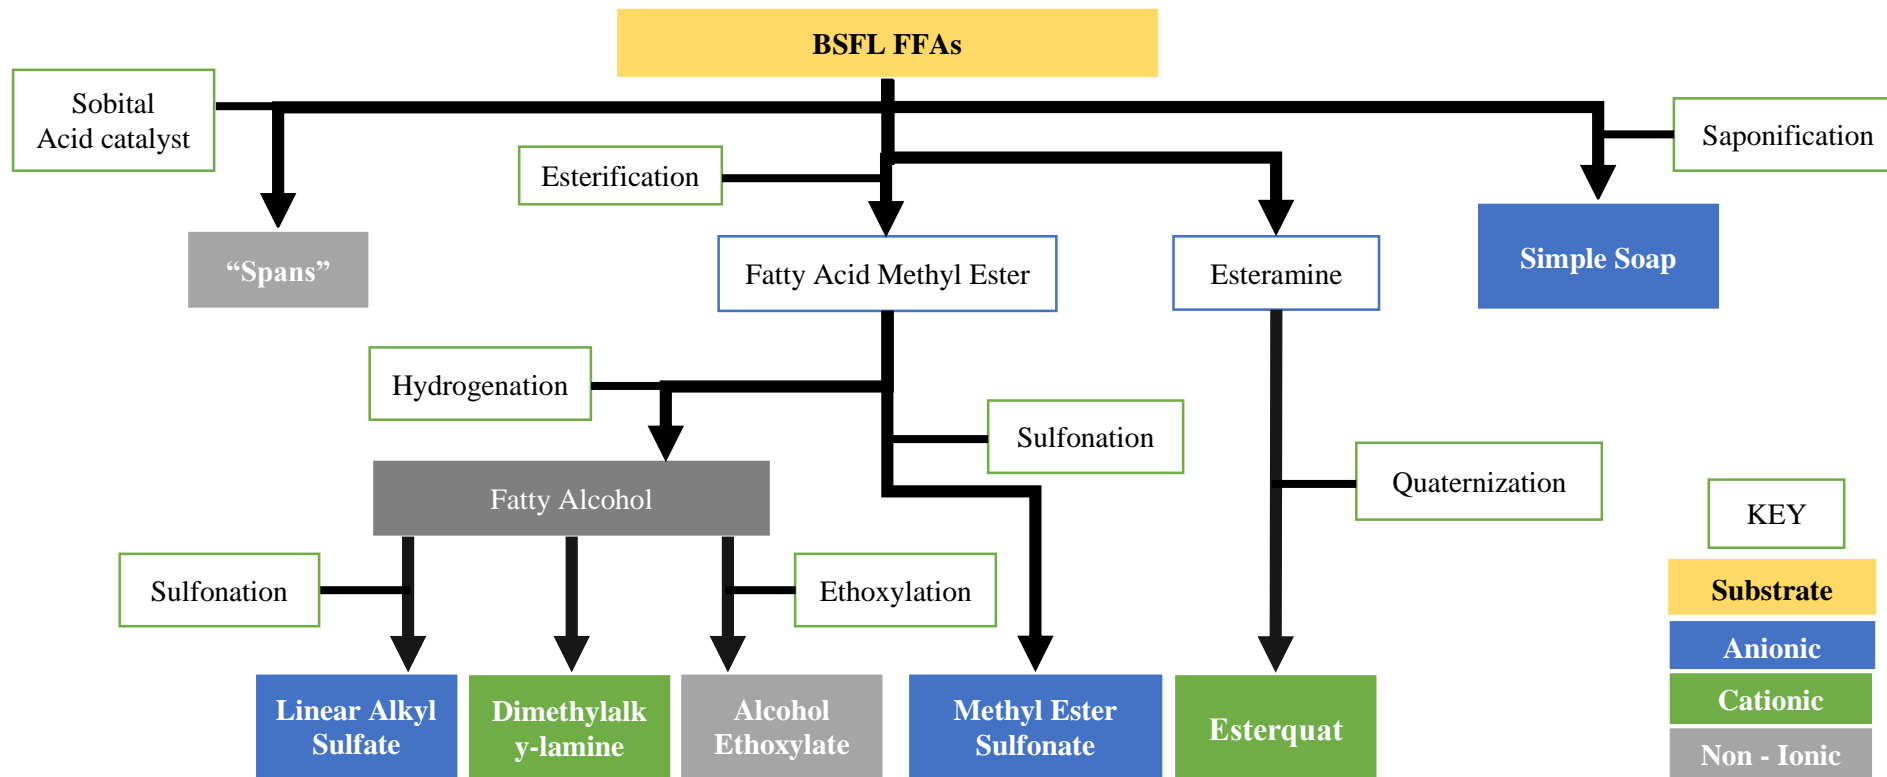 BSFL FFAs
Sobital
Acid catalyst
Saponification
Esterification
"Spans"
Fatty Acid Methyl Ester
Esteramine
Simple Soap
Hydrogenation
Sulfonation
Quaternization
Fatty Alcohol
KEY
Sulfonation
Ethoxylation
Substrate
Anionic
Cationic
Non - Ionic
Linear Alkyl
Sulfate
Dimethylalk
y-lamine
Alcohol
Ethoxylate
Methyl Ester
Sulfonate
Esterquat